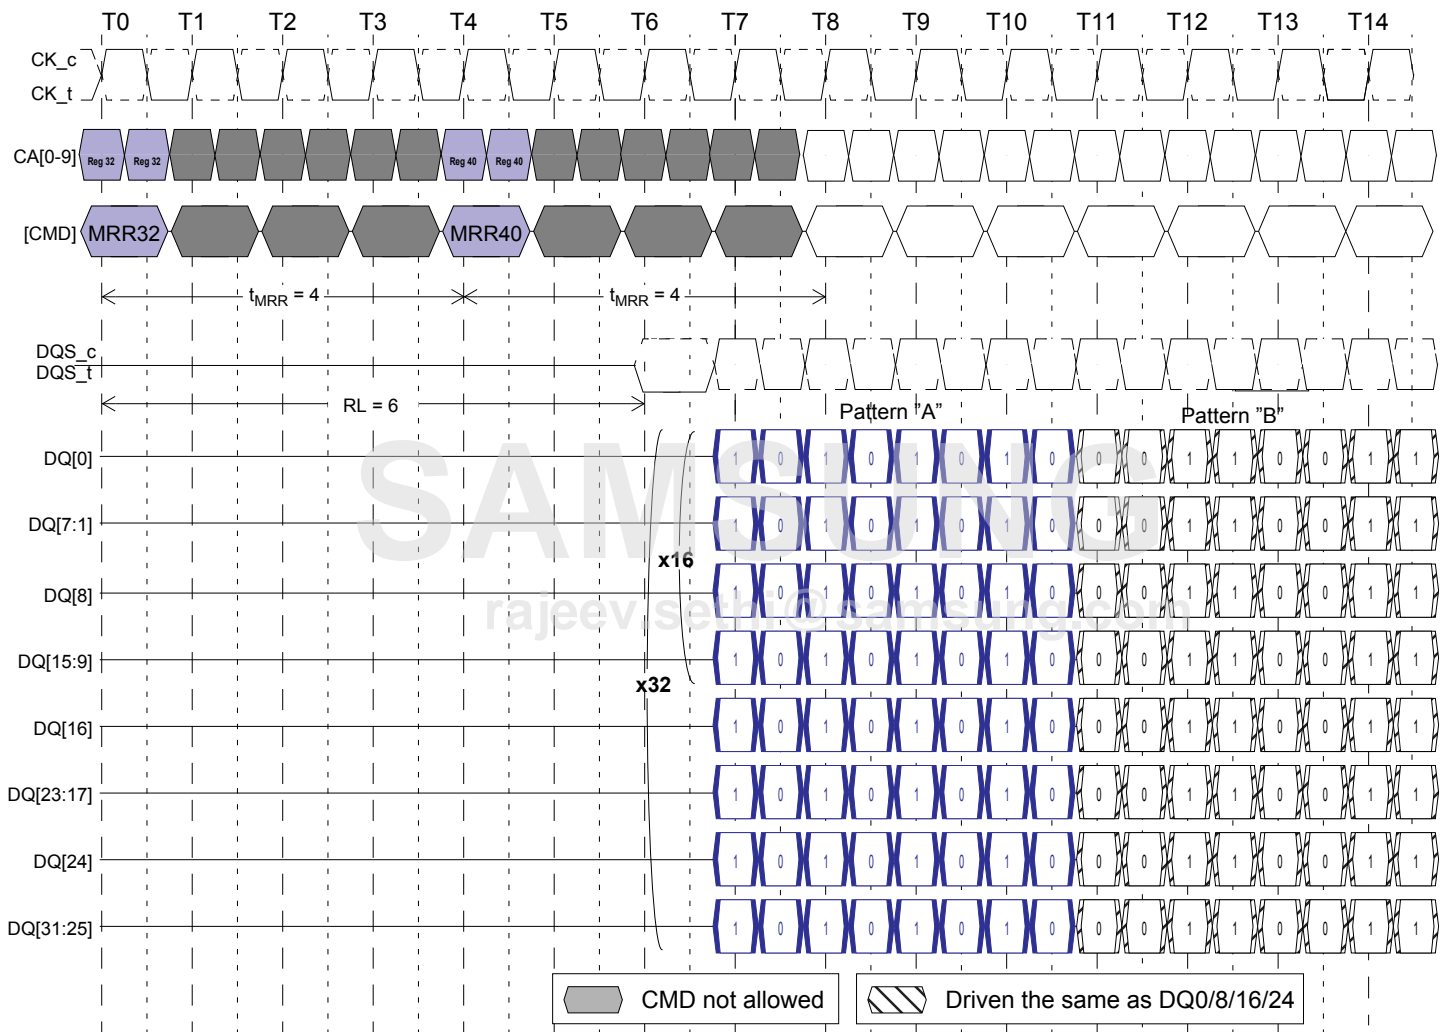 T0 T1 T2 T3 T4 T5 T6 T7 T8 T9 T10 T11 T12 T13 T14
CK_c
CK_t
CA[0-9] Reg 32 Reg 32 Reg 40 Reg 40
[CMD] MRR32 MRR40
tMRR = 4 tMRR = 4
DQS_c
DQS_t
RL = 6 Pattern ”A” Pattern ”B”
SAMSUNG
DQ[0] 1 0 1 0 1 0 1 0 0 0 1 1 0 0 1 1
DQ[7:1] 1 0 1 0 1 0 1 0 0 0 1 1 0 0 1 1
x16
DQ[8] 1 0 1 0 1 0 1 0 0 0 1 1 0 0 1 1
rajeev.sethi@samsung.com
DQ[15:9] 1 0 1 0 1 0 1 0 0 0 1 1 0 0 1 1
x32
DQ[16] 1 0 1 0 1 0 1 0 0 0 1 1 0 0 1 1
DQ[23:17] 1 0 1 0 1 0 1 0 0 0 1 1 0 0 1 1
DQ[24] 1 0 1 0 1 0 1 0 0 0 1 1 0 0 1 1
DQ[31:25] 1 0 1 0 1 0 1 0 0 0 1 1 0 0 1 1
CMD not allowed Driven the same as DQ0/8/16/24